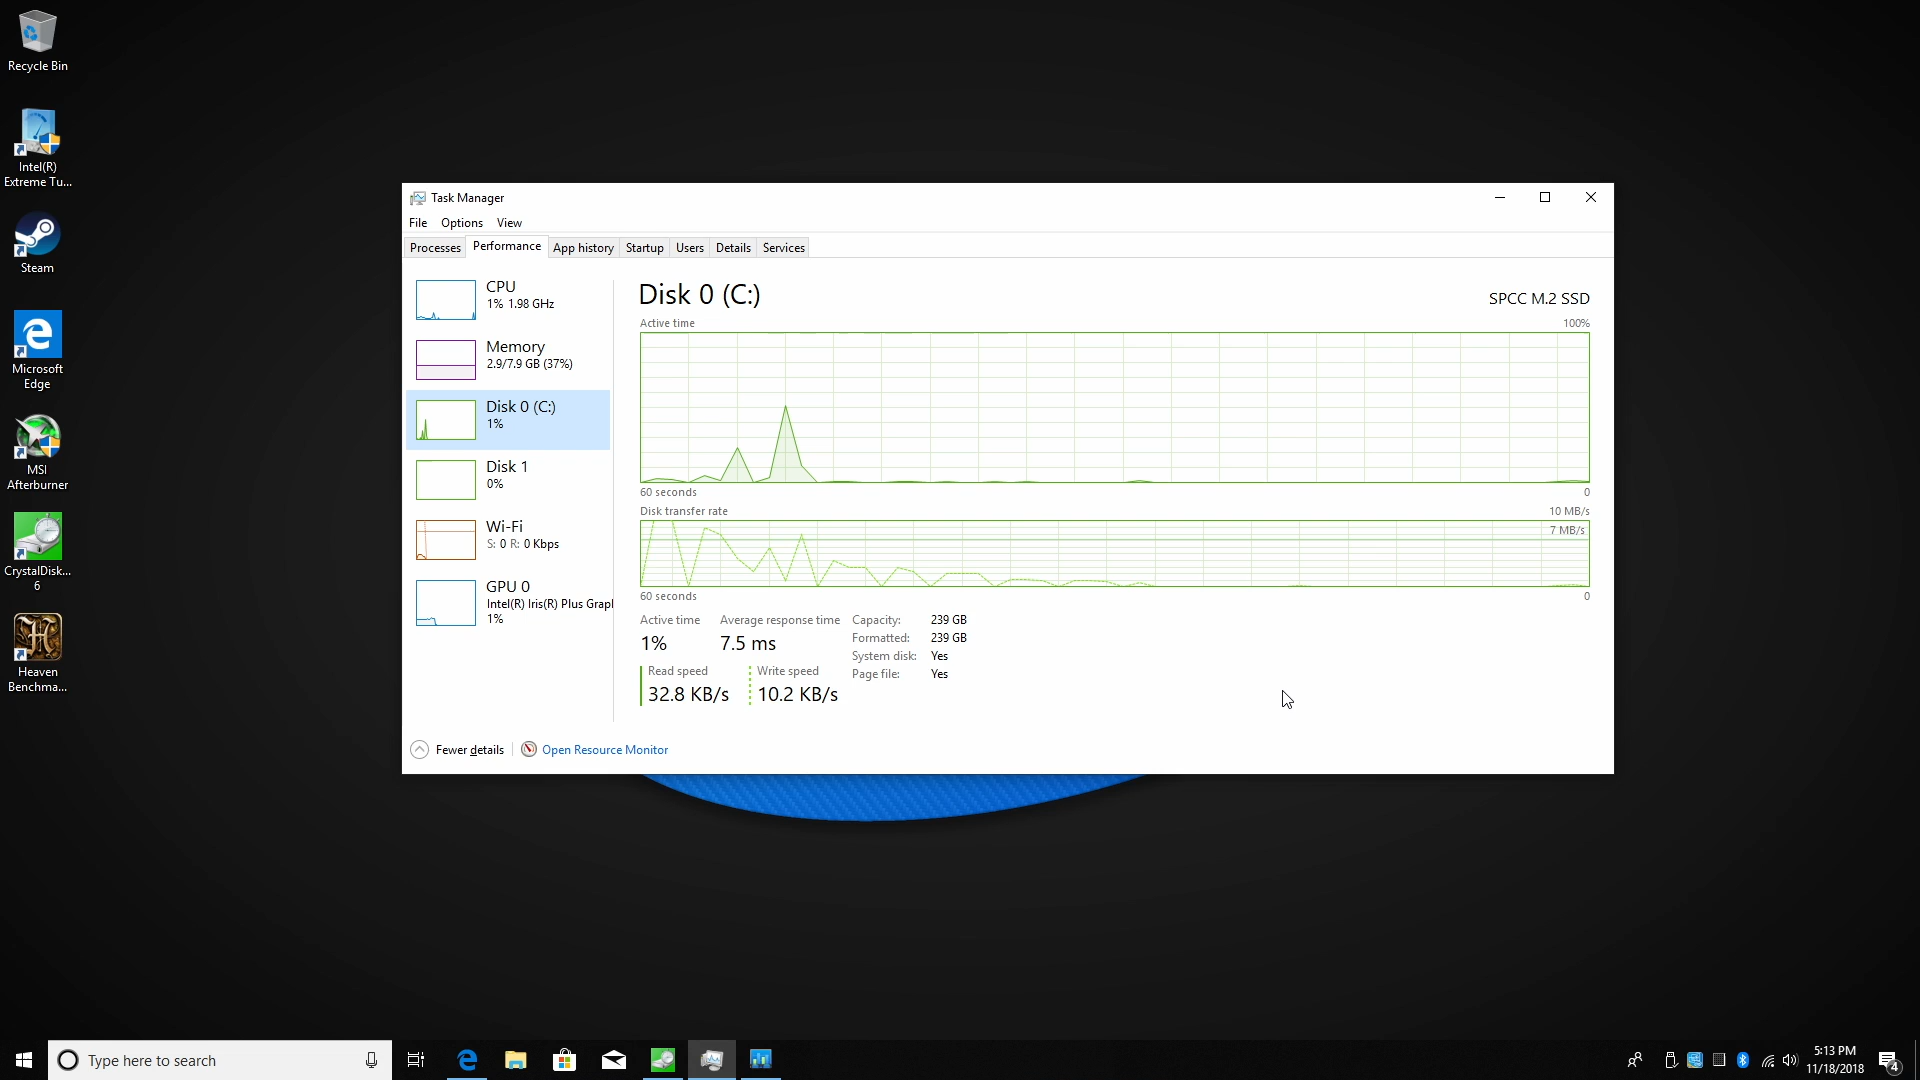 Recycle Bin
Intel(R)
Extreme Tu...
Steam
Microsoft
Edge
MSI
Afterburner
CrystalDisk...
6
Heaven
Benchma...
Task Manager
File Options View
Processes Performance App history Startup Users Details Services
CPU
1% 1.98 GHz
Memory
2.9/7.9 GB (37%)
Disk 0 (C:)
1%
Disk 1
0%
Wi-Fi
S: 0 R: 0 Kbps
GPU 0
Intel(R) Iris(R) Plus Grapl
1%
Disk 0 (C:) SPCC M.2 SSD
Active time 100%
60 seconds 0
Disk transfer rate 10 MB/s
7 MB/s
60 seconds 0
Active time Average response time
1% 7.5 ms
Read speed Write speed
32.8 KB/s 10.2 KB/s
Capacity: 239 GB
Formatted: 239 GB
System disk: Yes
Page file: Yes
Fewer details Open Resource Monitor
Type here to search
5:13 PM
11/18/2018
4